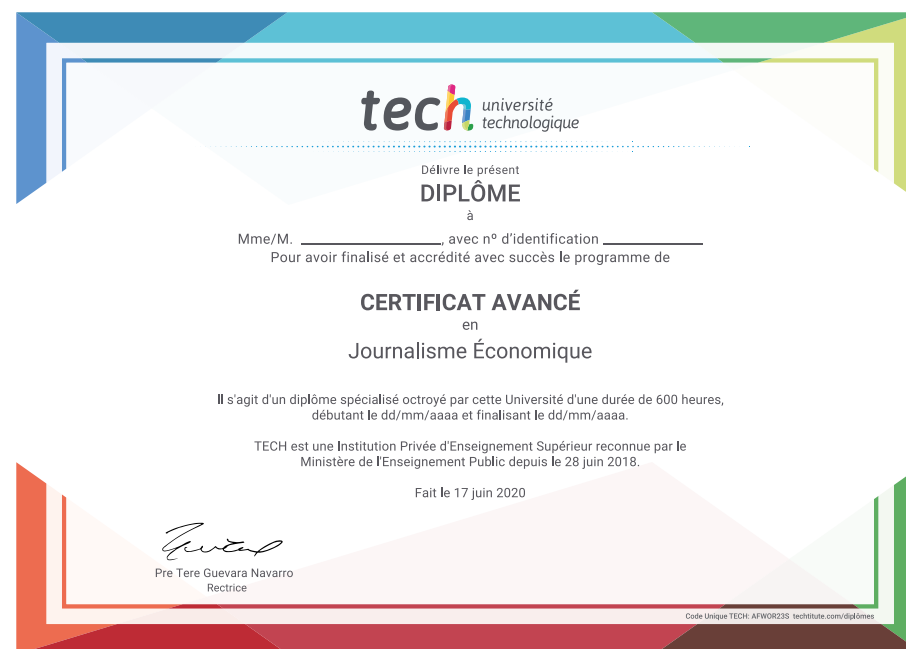 tech université
technologique
Délivre le présent
DIPLÔME
à
Mme/M. ____________________, avec nº d'identification ______________
Pour avoir finalisé et accrédité avec succès le programme de
CERTIFICAT AVANCÉ
en
Journalisme Économique
Il s'agit d'un diplôme spécialisé octroyé par cette Université d'une durée de 600 heures,
débutant le dd/mm/aaaa et finalisant le dd/mm/aaaa.
TECH est une Institution Privée d'Enseignement Supérieur reconnue par le
Ministère de l'Enseignement Public depuis le 28 juin 2018.
Fait le 17 juin 2020
Pre Tere Guevara Navarro
Rectrice
Code Unique TECH: AFWOR23S techtitute.com/diplômes